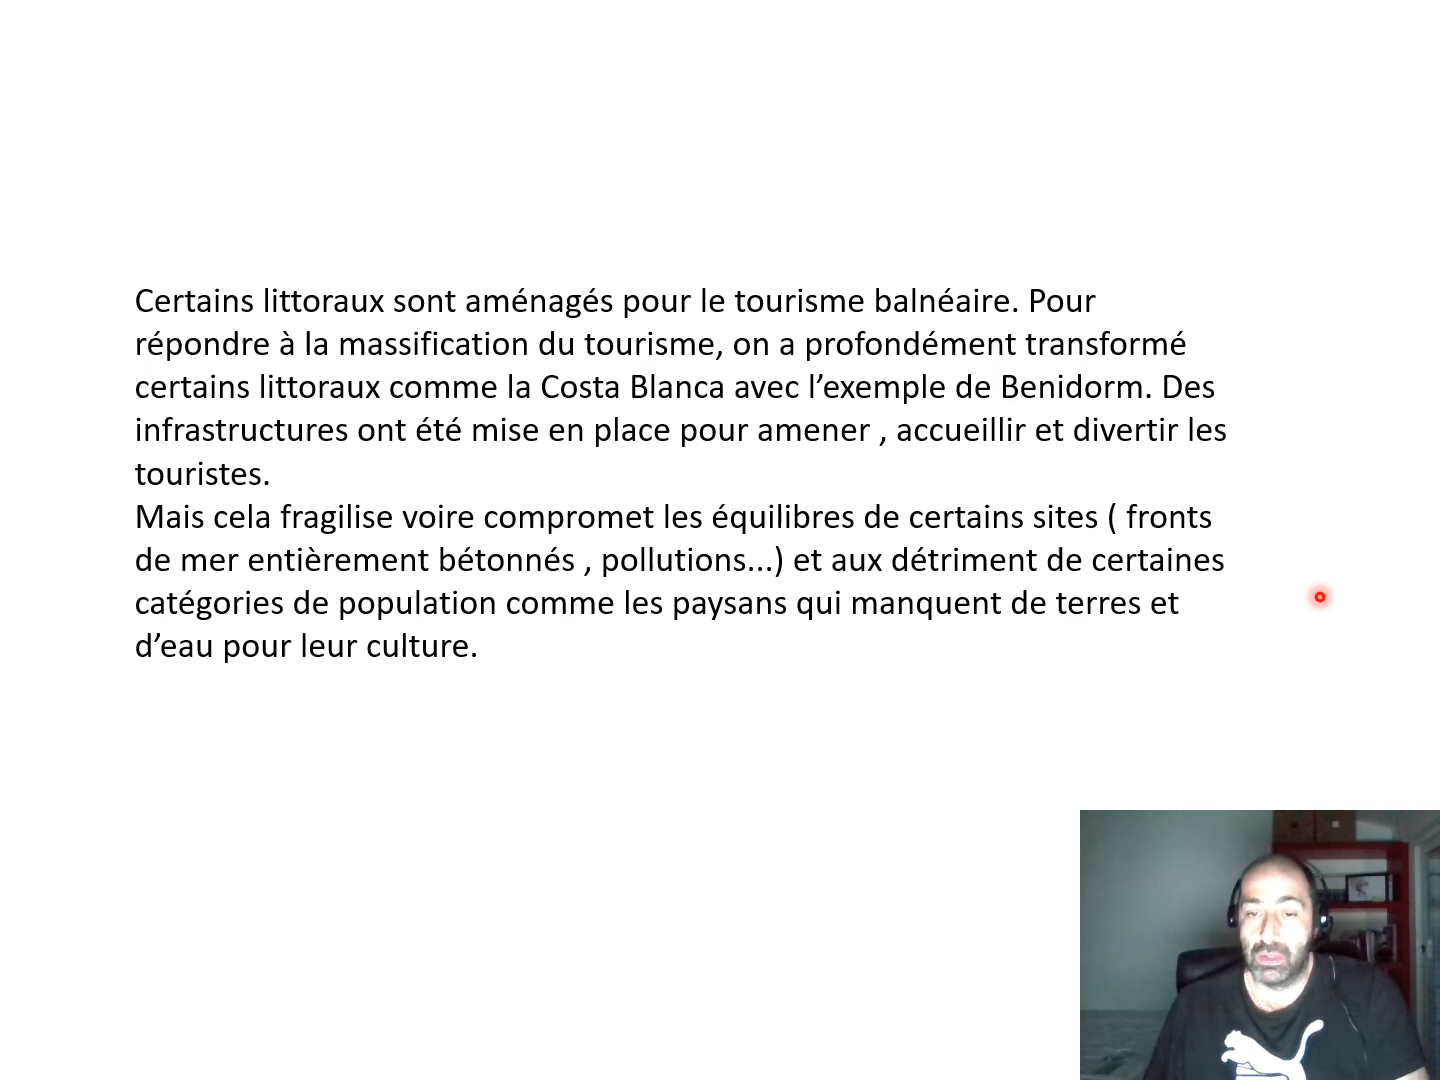 Certains littoraux sont aménagés pour le tourisme balnéaire. Pour
répondre à la massification du tourisme, on a profondément transformé
certains littoraux comme la Costa Blanca avec l’exemple de Benidorm. Des
infrastructures ont été mise en place pour amener , accueillir et divertir les
touristes.
Mais cela fragilise voire compromet les équilibres de certains sites ( fronts
de mer entièrement bétonnés , pollutions...) et aux détriment de certaines
catégories de population comme les paysans qui manquent de terres et
d’eau pour leur culture.